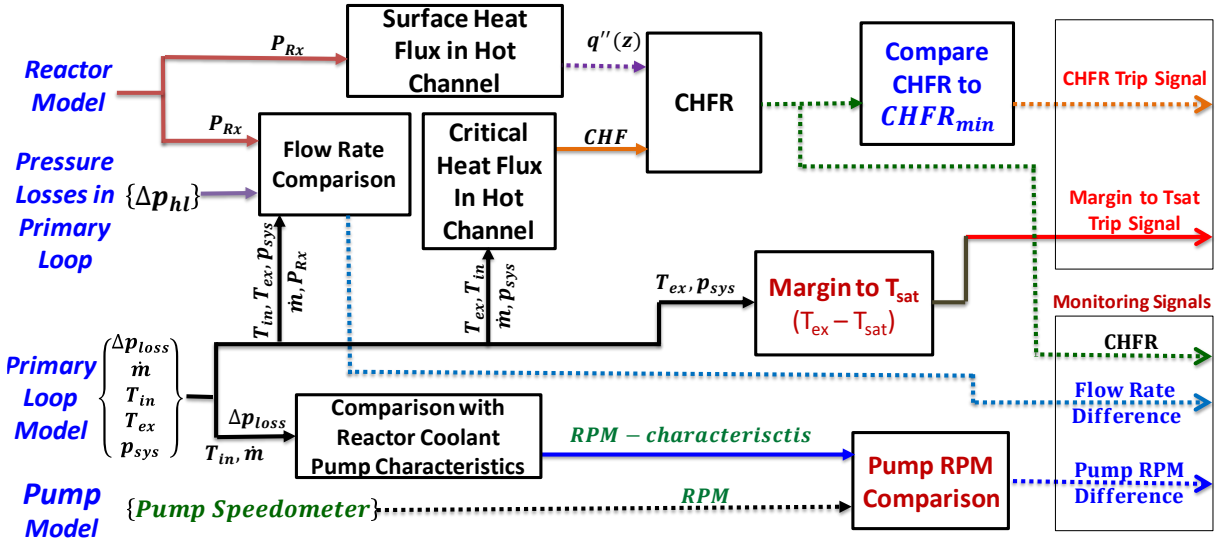 Reactor
Model
P_Rx
P_Rx
Surface Heat
Flux in Hot
Channel
q''(z)
CHFR
Compare
CHFR to
CHFR_min
CHFR Trip Signal
Pressure
Losses in
Primary
Loop
{Δp_hl}
Flow Rate
Comparison
Critical
Heat Flux
In Hot
Channel
CHF
Margin to Tsat
Trip Signal
T_in, T_ex, p_sys
ṁ, P_Rx
T_ex, T_in
ṁ, p_sys
T_ex, p_sys
Margin to T_sat
(T_ex – T_sat)
Monitoring Signals
CHFR
Flow Rate
Difference
Pump RPM
Difference
Primary
Loop
Model
Δp_loss
ṁ
T_in
T_ex
p_sys
Δp_loss
T_in, ṁ
Comparison with
Reactor Coolant
Pump Characteristics
RPM – characterisctis
Pump RPM
Comparison
Pump
Model
{Pump Speedometer}
RPM